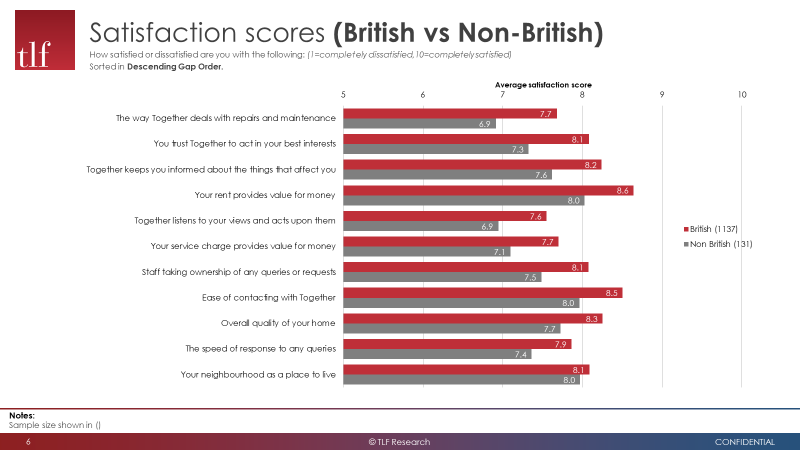 tlf
Satisfaction scores (British vs Non-British)
How satisfied or dissatisfied are you with the following: (1=completely dissatisfied,10=completely satisfied)
Sorted in Descending Gap Order.
Average satisfaction score
5 6 7 8 9 10
The way Together deals with repairs and maintenance 7.7
6.9
You trust Together to act in your best interests 8.1
7.3
Together keeps you informed about the things that affect you 8.2
7.6
Your rent provides value for money 8.6
8.0
Together listens to your views and acts upon them 7.6
6.9
Your service charge provides value for money 7.7
7.1
Staff taking ownership of any queries or requests 8.1
7.5
Ease of contacting with Together 8.5
8.0
Overall quality of your home 8.3
7.7
The speed of response to any queries 7.9
7.4
Your neighbourhood as a place to live 8.1
8.0
British (1137)
Non British (131)
Notes:
Sample size shown in ()
6 © TLF Research CONFIDENTIAL